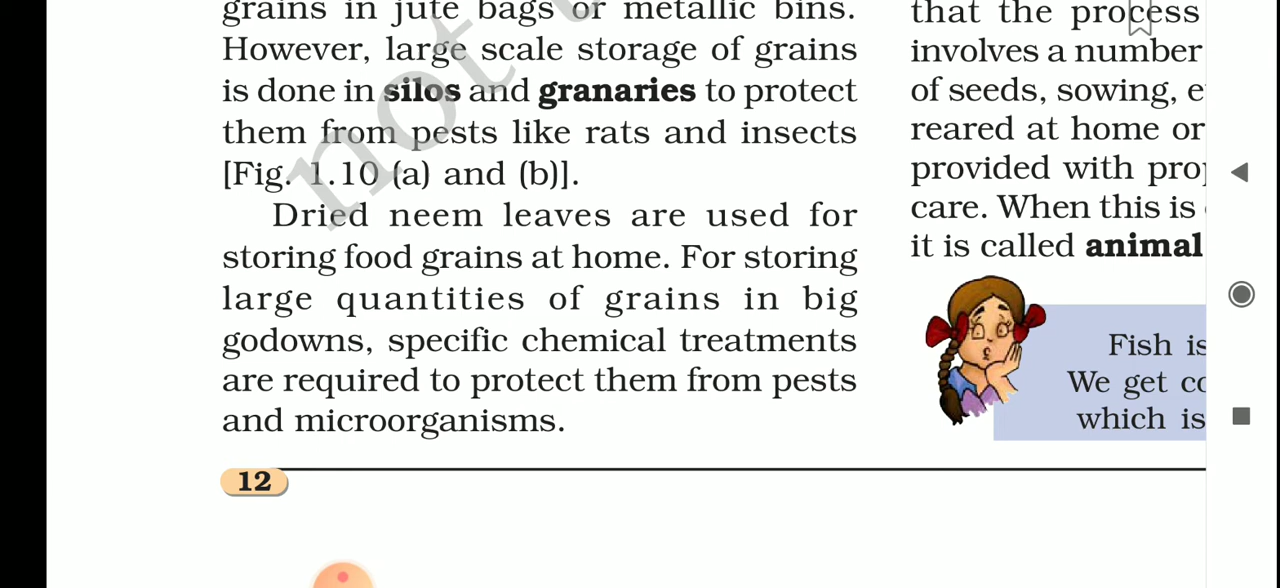 grains in jute bags or metallic bins.
However, large scale storage of grains
is done in silos and granaries to protect
them from pests like rats and insects
[Fig. 1.10 (a) and (b)].
Dried neem leaves are used for
storing food grains at home. For storing
large quantities of grains in big
godowns, specific chemical treatments
are required to protect them from pests
and microorganisms.
12
that the process
involves a number
of seeds, sowing,
reared at home or
provided with
care. When this is
it is called animal
Fish is
We get
which is
not